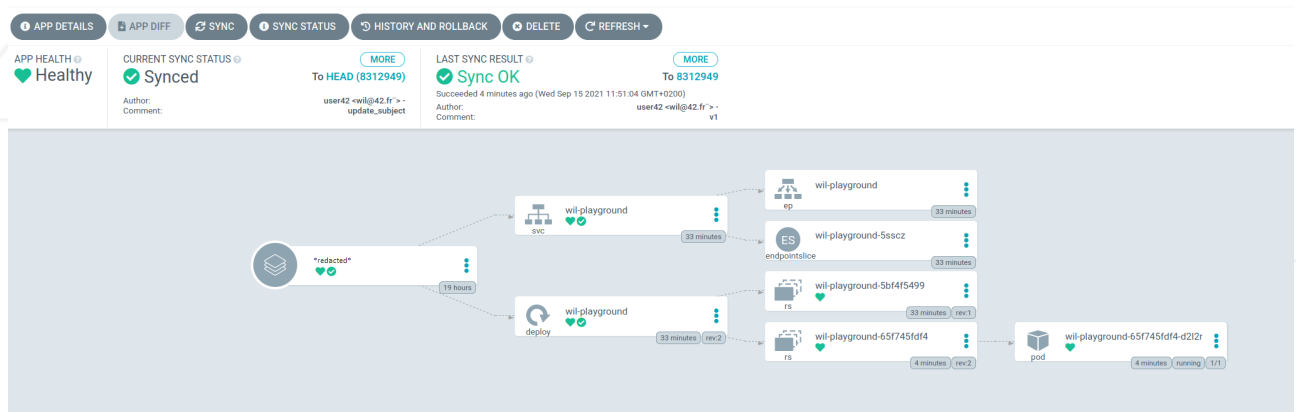 APP DETAILS
APP DIFF
SYNC
SYNC STATUS
HISTORY AND ROLLBACK
DELETE
REFRESH
APP HEALTH
Healthy
CURRENT SYNC STATUS
MORE
Synced
To HEAD (8312949)
Author: user42 <wil@42.fr¨> -
Comment: update_subject
LAST SYNC RESULT
MORE
Sync OK
To 8312949
Succeeded 4 minutes ago (Wed Sep 15 2021 11:51:04 GMT+0200)
Author: user42 <wil@42.fr¨> -
Comment: v1
*redacted*
19 hours
svc
wil-playground
33 minutes
deploy
wil-playground
33 minutes rev:2
ep
wil-playground
33 minutes
ES
endpointslice
wil-playground-5sscz
33 minutes
rs
wil-playground-5bf4f5499
33 minutes rev:1
rs
wil-playground-65f745fdf4
4 minutes rev:2
pod
wil-playground-65f745fdf4-d2l2r
4 minutes running 1/1